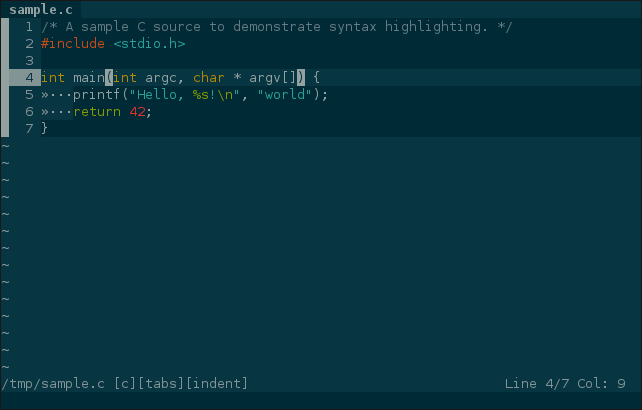 sample.c
1 /* A sample C source to demonstrate syntax highlighting. */
2 #include <stdio.h>
3
4 int main(int argc, char * argv[]) {
5 »···printf("Hello, %s!\n", "world");
6 »···return 42;
7 }
~
~
~
~
~
~
~
~
~
~
~
~
~
~
/tmp/sample.c [c][tabs][indent] Line 4/7 Col: 9